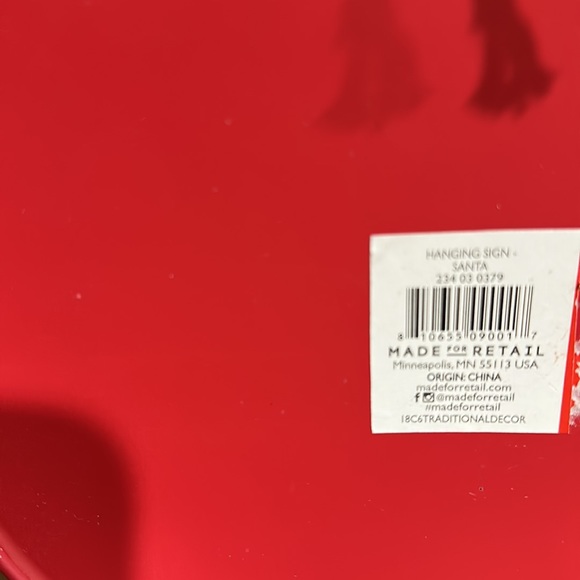 HANGING SIGN -
SANTA
234 03 0379
8 10655 09001 7
MADE FOR RETAIL
Minneapolis, MN 55113 USA
ORIGIN: CHINA
madeforretail.com
@madeforretail
#madeforretail
18C6TRADITIONALDECOR